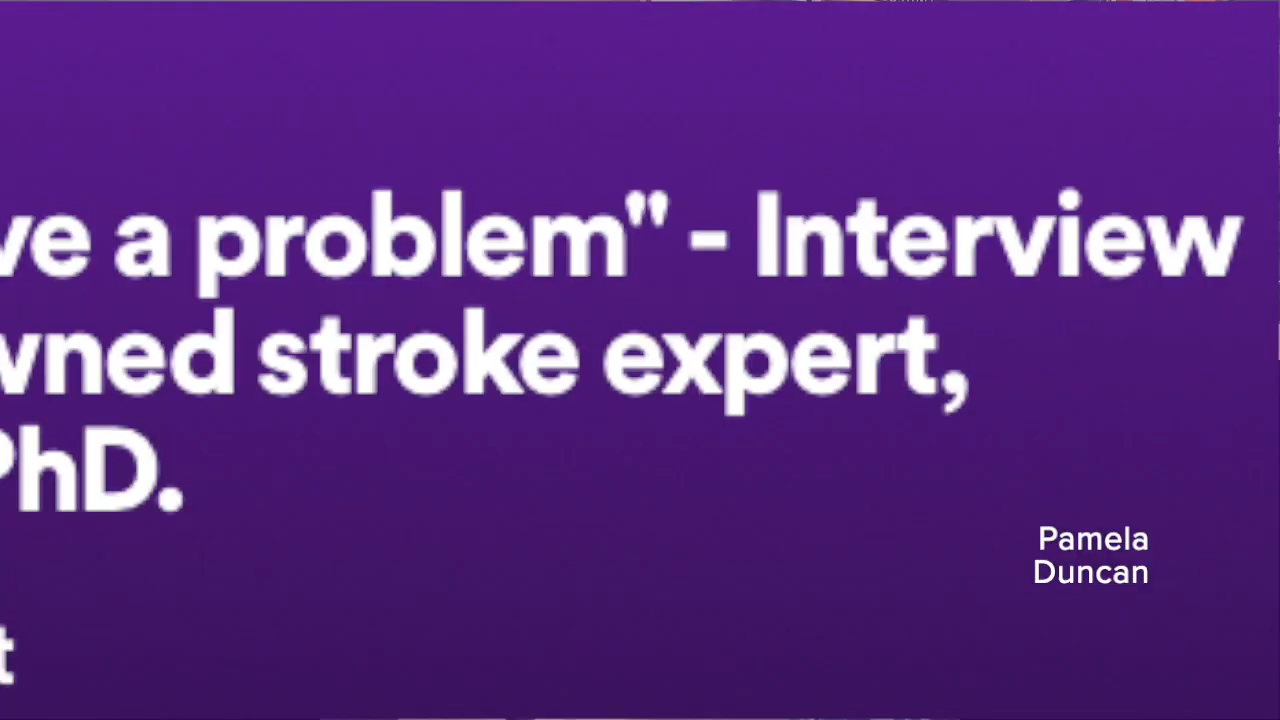 ve a problem" - Interview
wned stroke expert,
PhD.
Pamela
Duncan
t